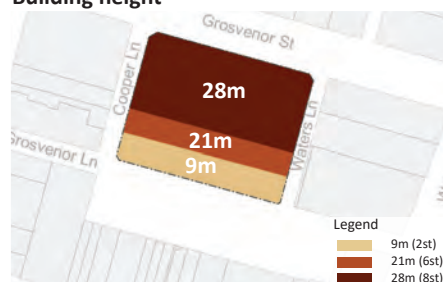 Building height
Grosvenor St
Cooper Ln
28m
21m
Waters Ln
Grosvenor Ln
9m
W
Legend
9m (2st)
21m (6st)
28m (8st)